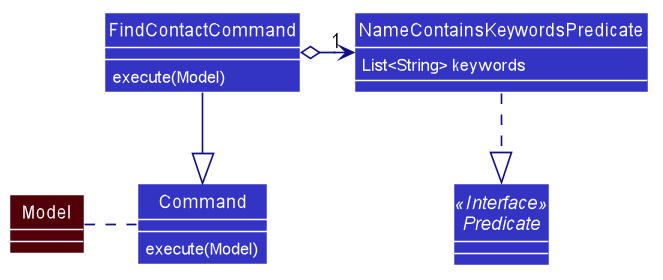 FindContactCommand
execute(Model)
1
NameContainsKeywordsPredicate
List<String> keywords
Model
Command
execute(Model)
«Interface»
Predicate